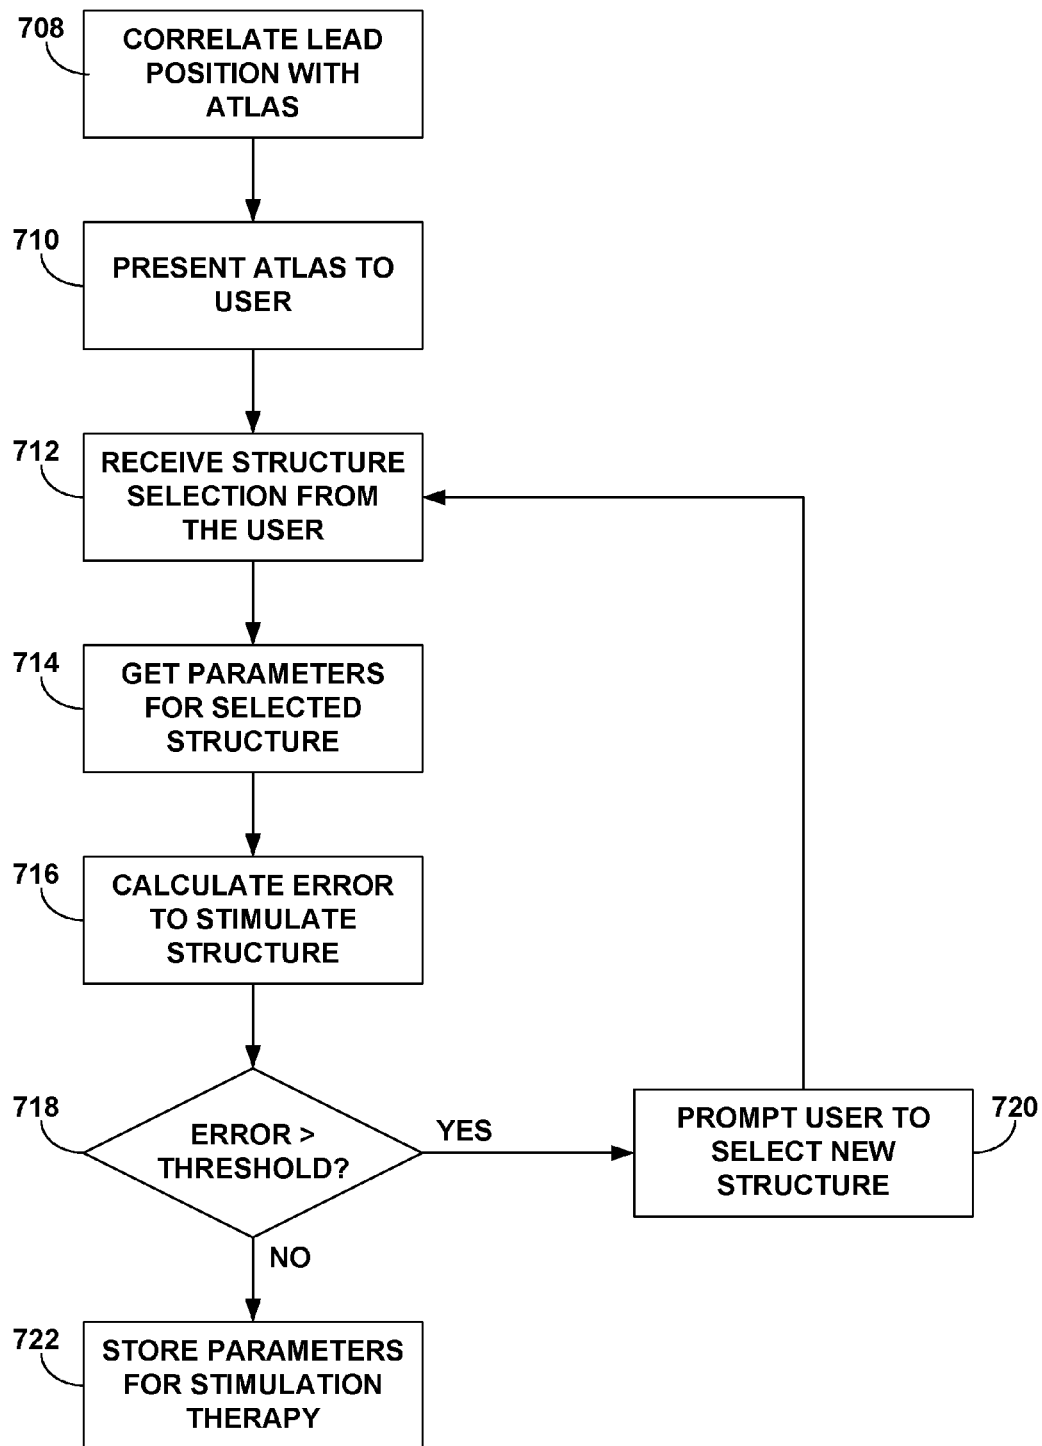 708
CORRELATE LEAD
POSITION WITH
ATLAS
710
PRESENT ATLAS TO
USER
712
RECEIVE STRUCTURE
SELECTION FROM
THE USER
714
GET PARAMETERS
FOR SELECTED
STRUCTURE
716
CALCULATE ERROR
TO STIMULATE
STRUCTURE
718
ERROR >
THRESHOLD?
YES
PROMPT USER TO
SELECT NEW
STRUCTURE
720
NO
722
STORE PARAMETERS
FOR STIMULATION
THERAPY